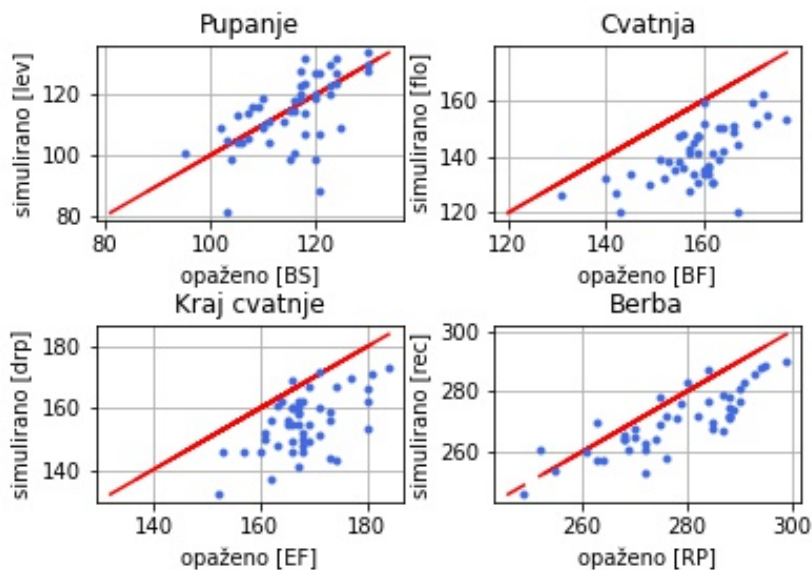 Pupanje
simulirano [lev]
120
100
80
80
100
120
opaženo [BS]
Cvatnja
simulirano [flo]
160
140
120
120
140
160
opaženo [BF]
Kraj cvatnje
simulirano [drp]
180
160
140
140
160
180
opaženo [EF]
Berba
simulirano [rec]
300
280
260
260
280
300
opaženo [RP]